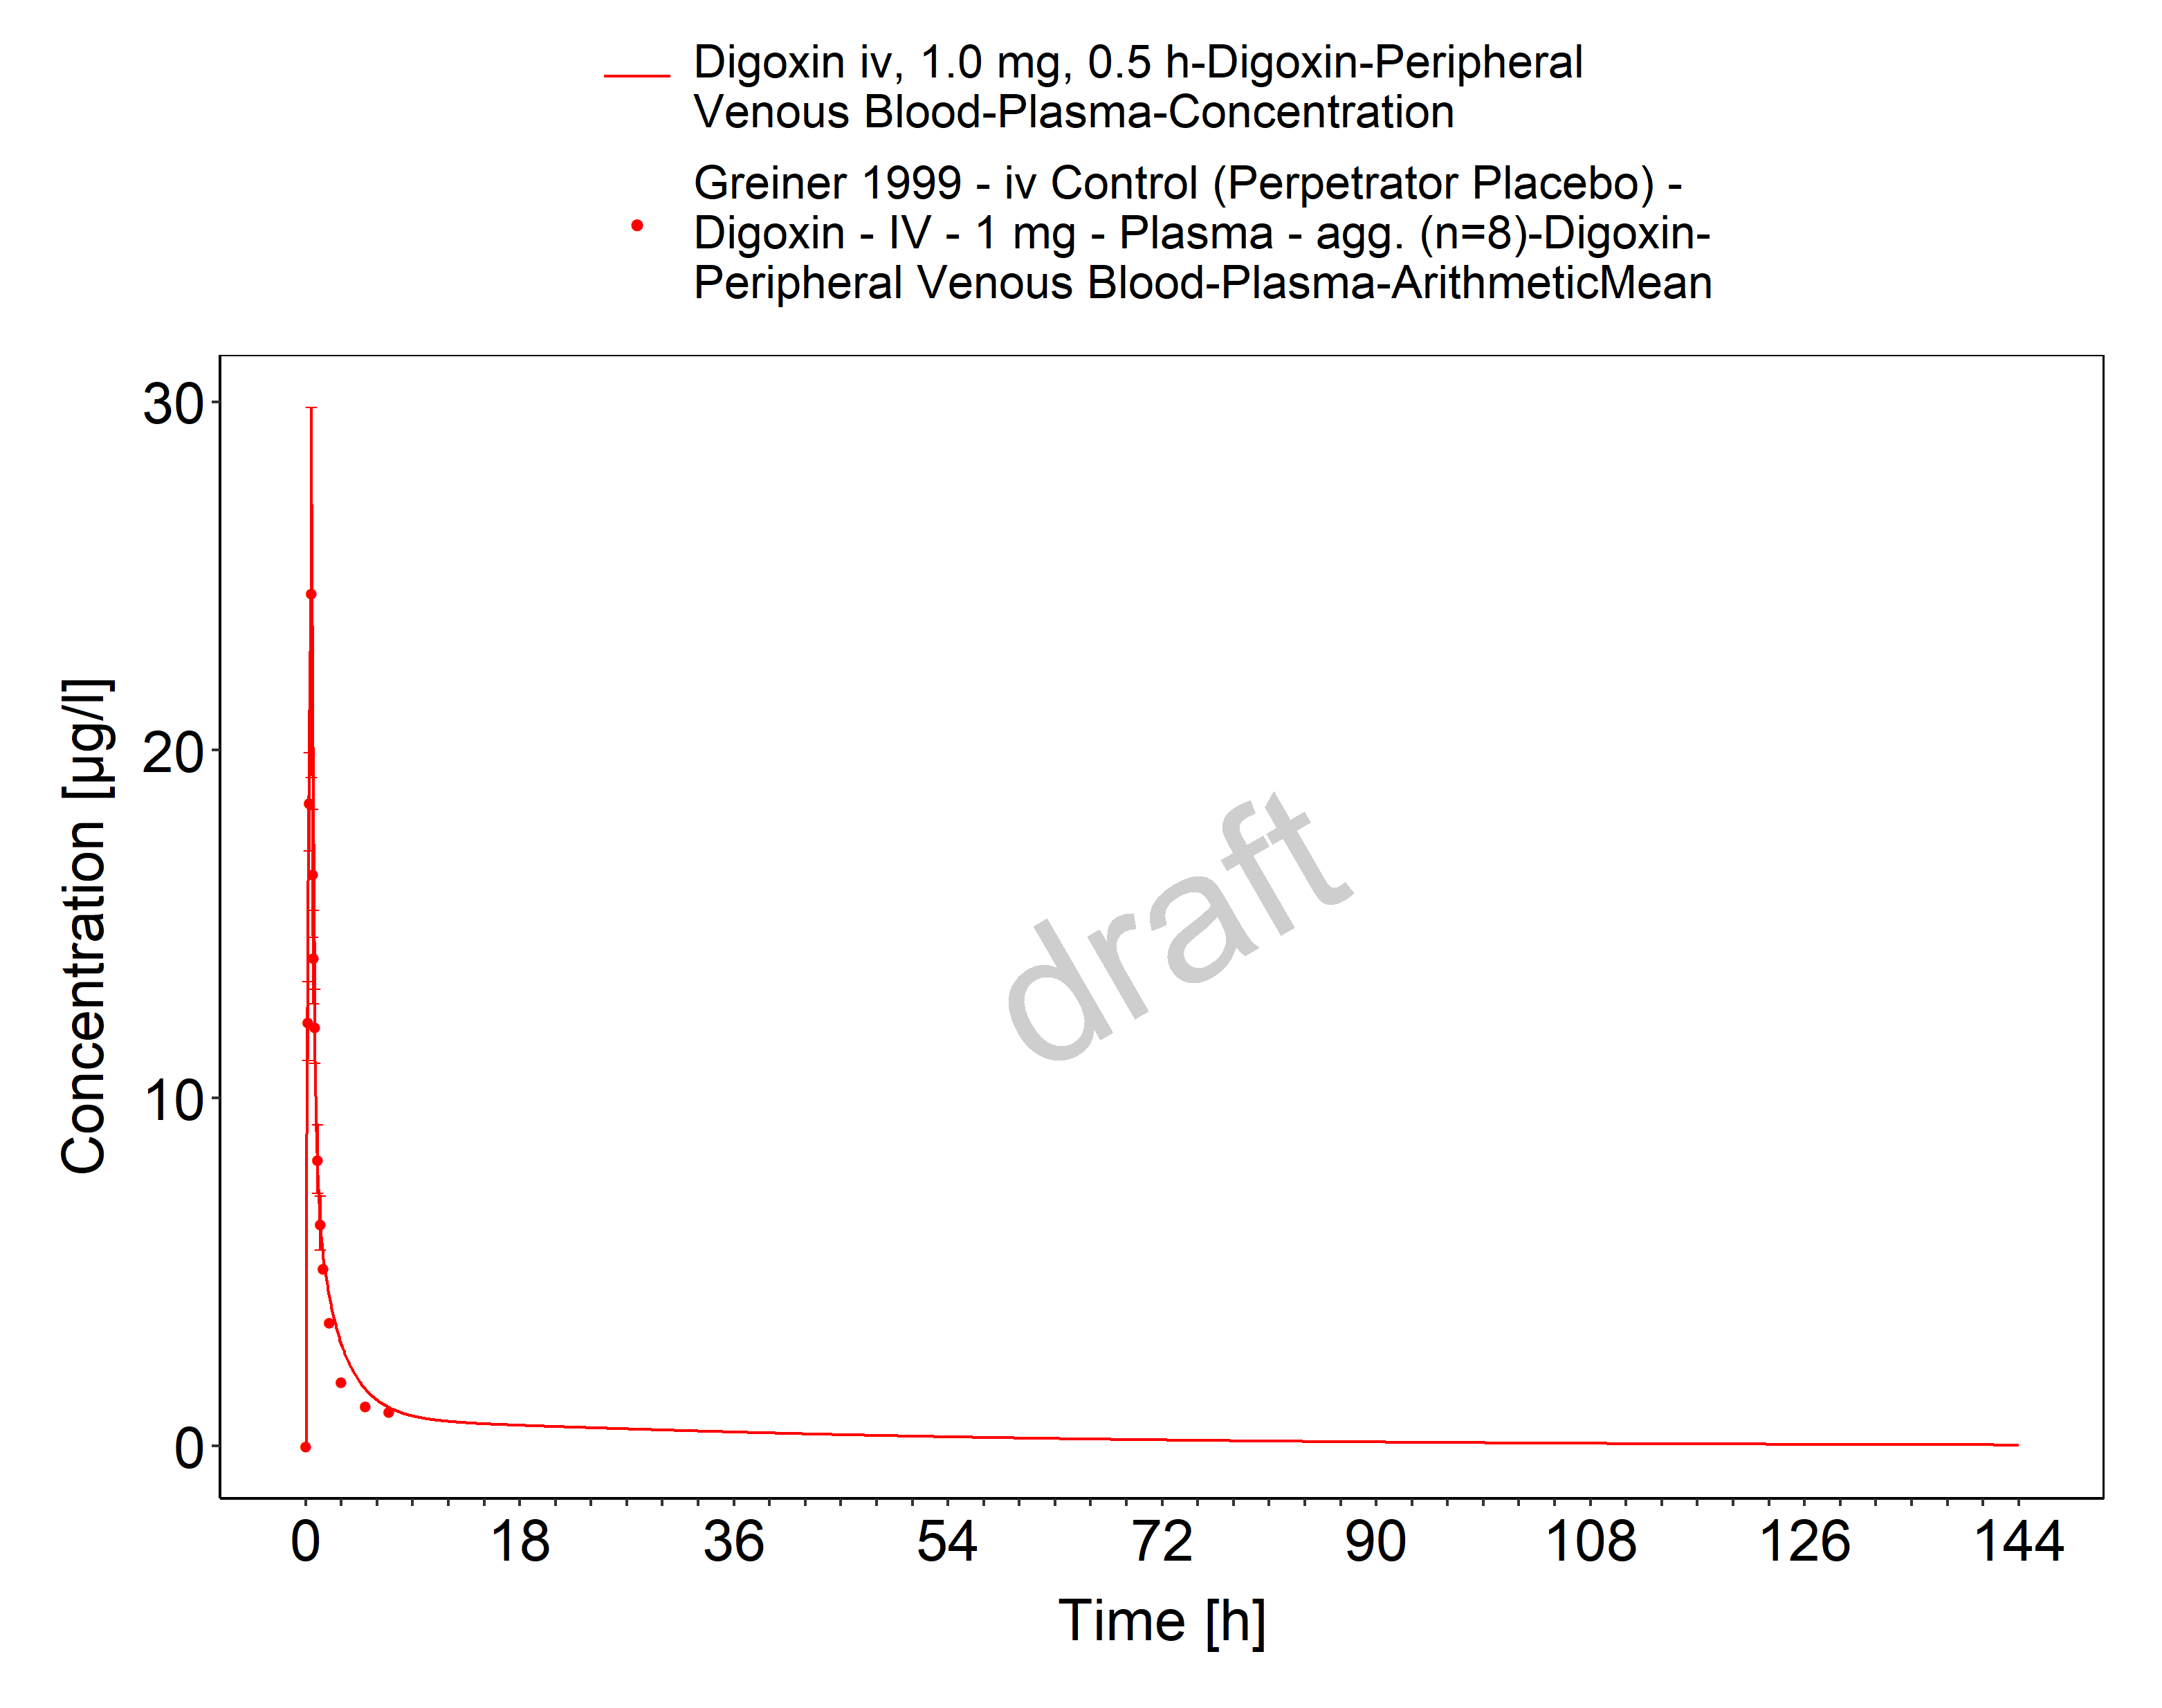 Digoxin iv, 1.0 mg, 0.5 h-Digoxin-Peripheral
Venous Blood-Plasma-Concentration
Greiner 1999 - iv Control (Perpetrator Placebo) -
Digoxin - IV - 1 mg - Plasma - agg. (n=8)-Digoxin-
Peripheral Venous Blood-Plasma-ArithmeticMean
30
20
10
0
Concentration [µg/l]
draft
0 18 36 54 72 90 108 126 144
Time [h]